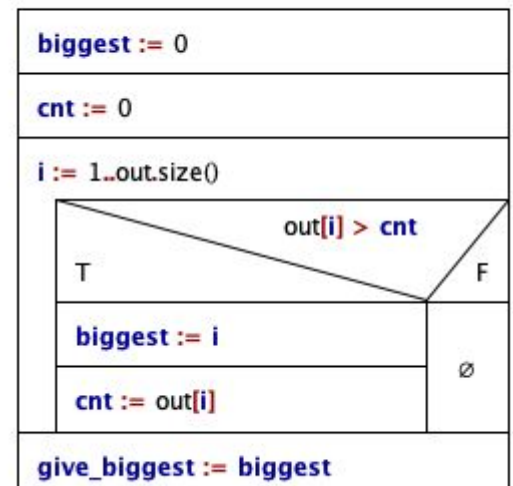 biggest := 0
cnt := 0
i := 1..out.size()
out[i] > cnt
T
F
biggest := i
∅
cnt := out[i]
give_biggest := biggest